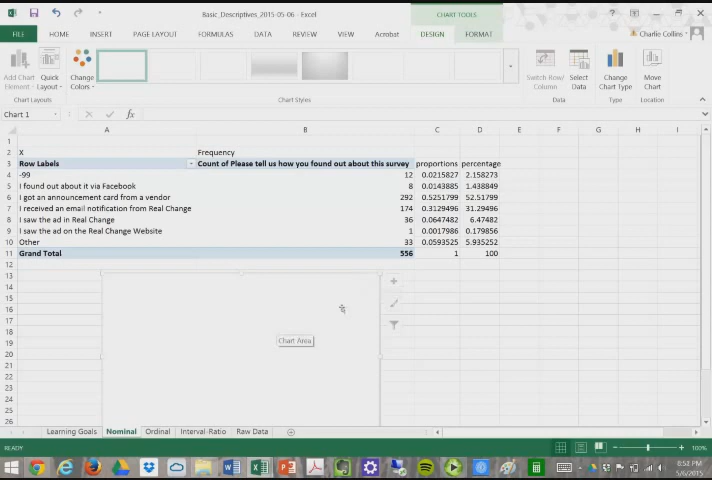 Basic_Descriptives_2015-05-06 - Excel
CHART TOOLS
FILE HOME INSERT PAGE LAYOUT FORMULAS DATA REVIEW VIEW Acrobat DESIGN FORMAT Charlie Collins
Add Chart Element Quick Layout Change Colors Switch Row/ Column Select Data Change Chart Type Move Chart
Chart Layouts Chart Styles Data Type Location
Chart 1 fx
A B C D E F G H I
1
2 X Frequency
3 Row Labels Count of Please tell us how you found out about this survey proportions percentage
4 -99 12 0.0215827 2.158273
5 I found out about it via Facebook 8 0.0143885 1.438849
6 I got an announcement card from a vendor 292 0.5251799 52.51799
7 I received an email notification from Real Change 174 0.3129496 31.29496
8 I saw the ad in Real Change 36 0.0647482 6.47482
9 I saw the ad on the Real Change Website 1 0.0017986 0.179856
10 Other 33 0.0593525 5.935252
11 Grand Total 556 1 100
12
13
14
15
16
17
18
19
20 Chart Area
21
22
23
24
25
26
Learning Goals Nominal Ordinal Interval-Ratio Raw Data
READY 100%
8:52 PM
5/6/2015